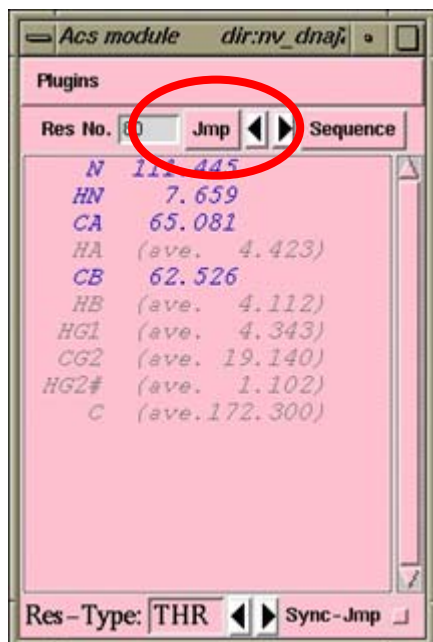 Acs module dir:nv_dnaj
Plugins
Res No. Jmp Sequence
N 111.445
HN 7.659
CA 65.081
HA (ave. 4.423)
CB 62.526
HB (ave. 4.112)
HG1 (ave. 4.343)
CG2 (ave. 19.140)
HG2# (ave. 1.102)
C (ave.172.300)
Res-Type: THR Sync-Jmp